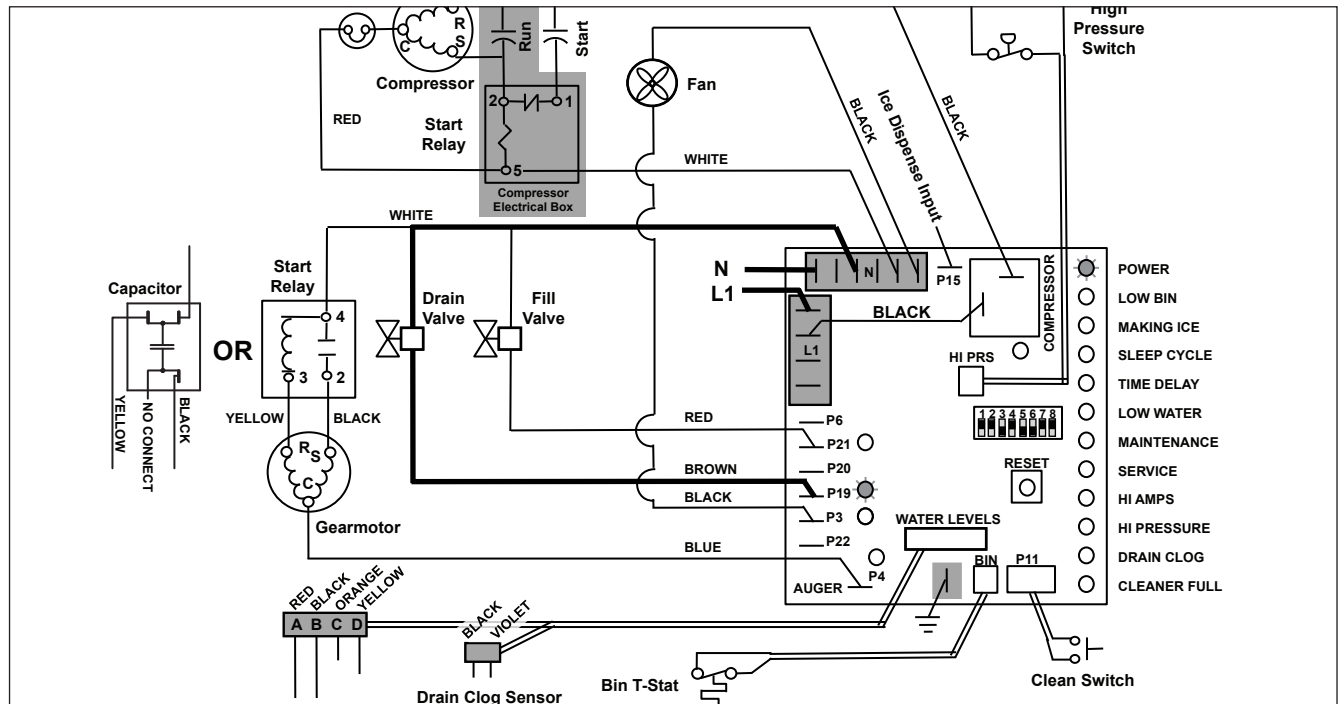 High
Pressure
Switch
R
S
C
Run
Start
Compressor
Fan
RED
2
1
Start
Relay
5
WHITE
BLACK
BLACK
Ice Dispense Input
Compressor
Electrical Box
WHITE
N
N
P15
COMPRESSOR
POWER
L1
BLACK
L1
LOW BIN
MAKING ICE
SLEEP CYCLE
TIME DELAY
LOW WATER
MAINTENANCE
SERVICE
HI AMPS
HI PRESSURE
DRAIN CLOG
CLEANER FULL
Capacitor
OR
Start
Relay
4
3
2
Drain
Valve
Fill
Valve
HI PRS
1 2 3 4 5 6 7 8
RESET
YELLOW
NO CONNECT
BLACK
YELLOW
BLACK
R
S
C
Gearmotor
RED
P6
P21
BROWN
P20
P19
BLACK
P3
P22
BLUE
P4
AUGER
WATER LEVELS
BIN
P11
RED
BLACK
ORANGE
YELLOW
A B C D
BLACK
VIOLET
Drain Clog Sensor
Bin T-Stat
Clean Switch